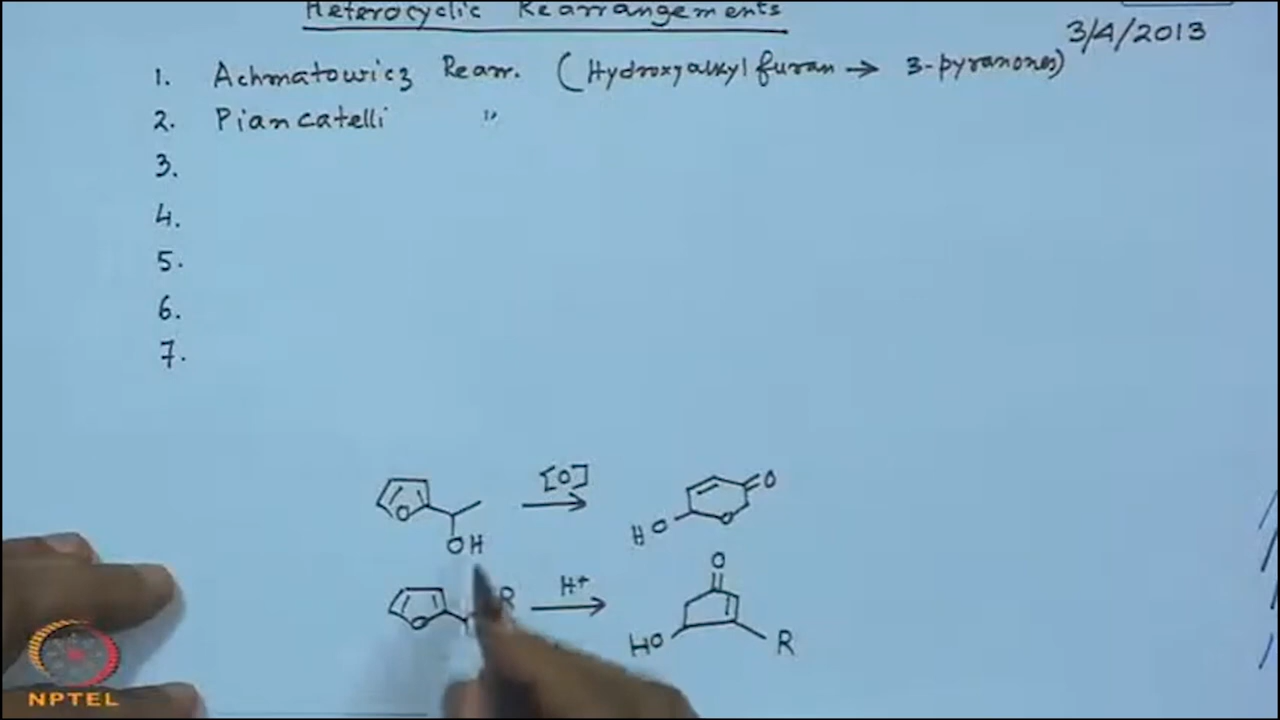 Heterocyclic Rearrangements
3/4/2013
1. Achmatowicz Rearr. (Hydroxyalkyl furan → 3-pyranones)
2. Piancatelli "
3.
4.
5.
6.
7.
[O]
O
O
O
HO
OH
O
H+
R
O
HO
R
NPTEL